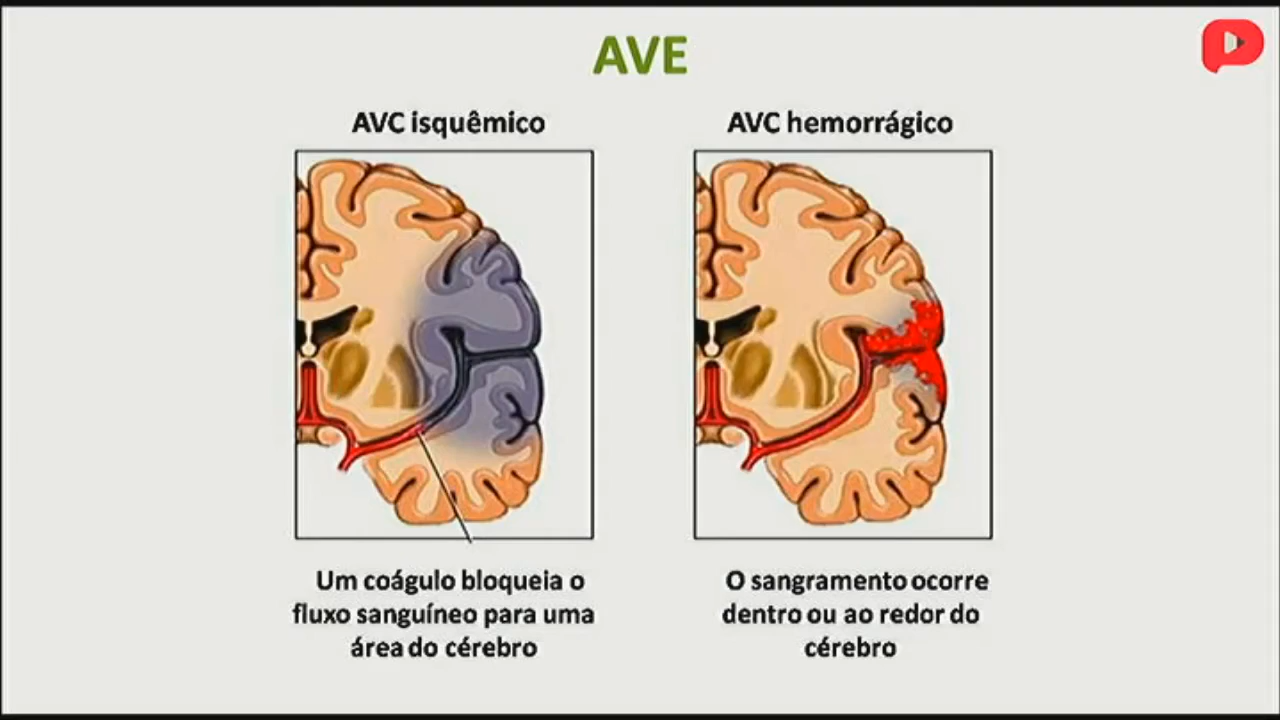 AVE
AVC isquêmico
AVC hemorrágico
Um coágulo bloqueia o
fluxo sanguíneo para uma
área do cérebro
O sangramento ocorre
dentro ou ao redor do
cérebro